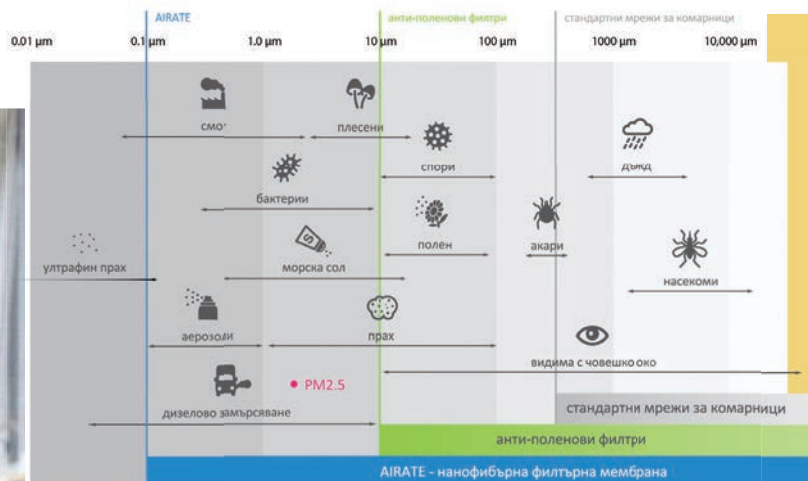 AIRATE
анти-поленови филтри
стандартни мрежи за комарници
0.01 µm
0.1 µm
1.0 µm
10 µm
100 µm
1000 µm
10,000 µm
плесени
спори
дъжд
бактерии
полен
акари
ултрафин прах
морска сол
насекоми
аерозоли
прах
видима с човешко око
PM2.5
дизелово замърсяване
стандартни мрежи за комарници
анти-поленови филтри
AIRATE - нанофибърна филтърна мембрана